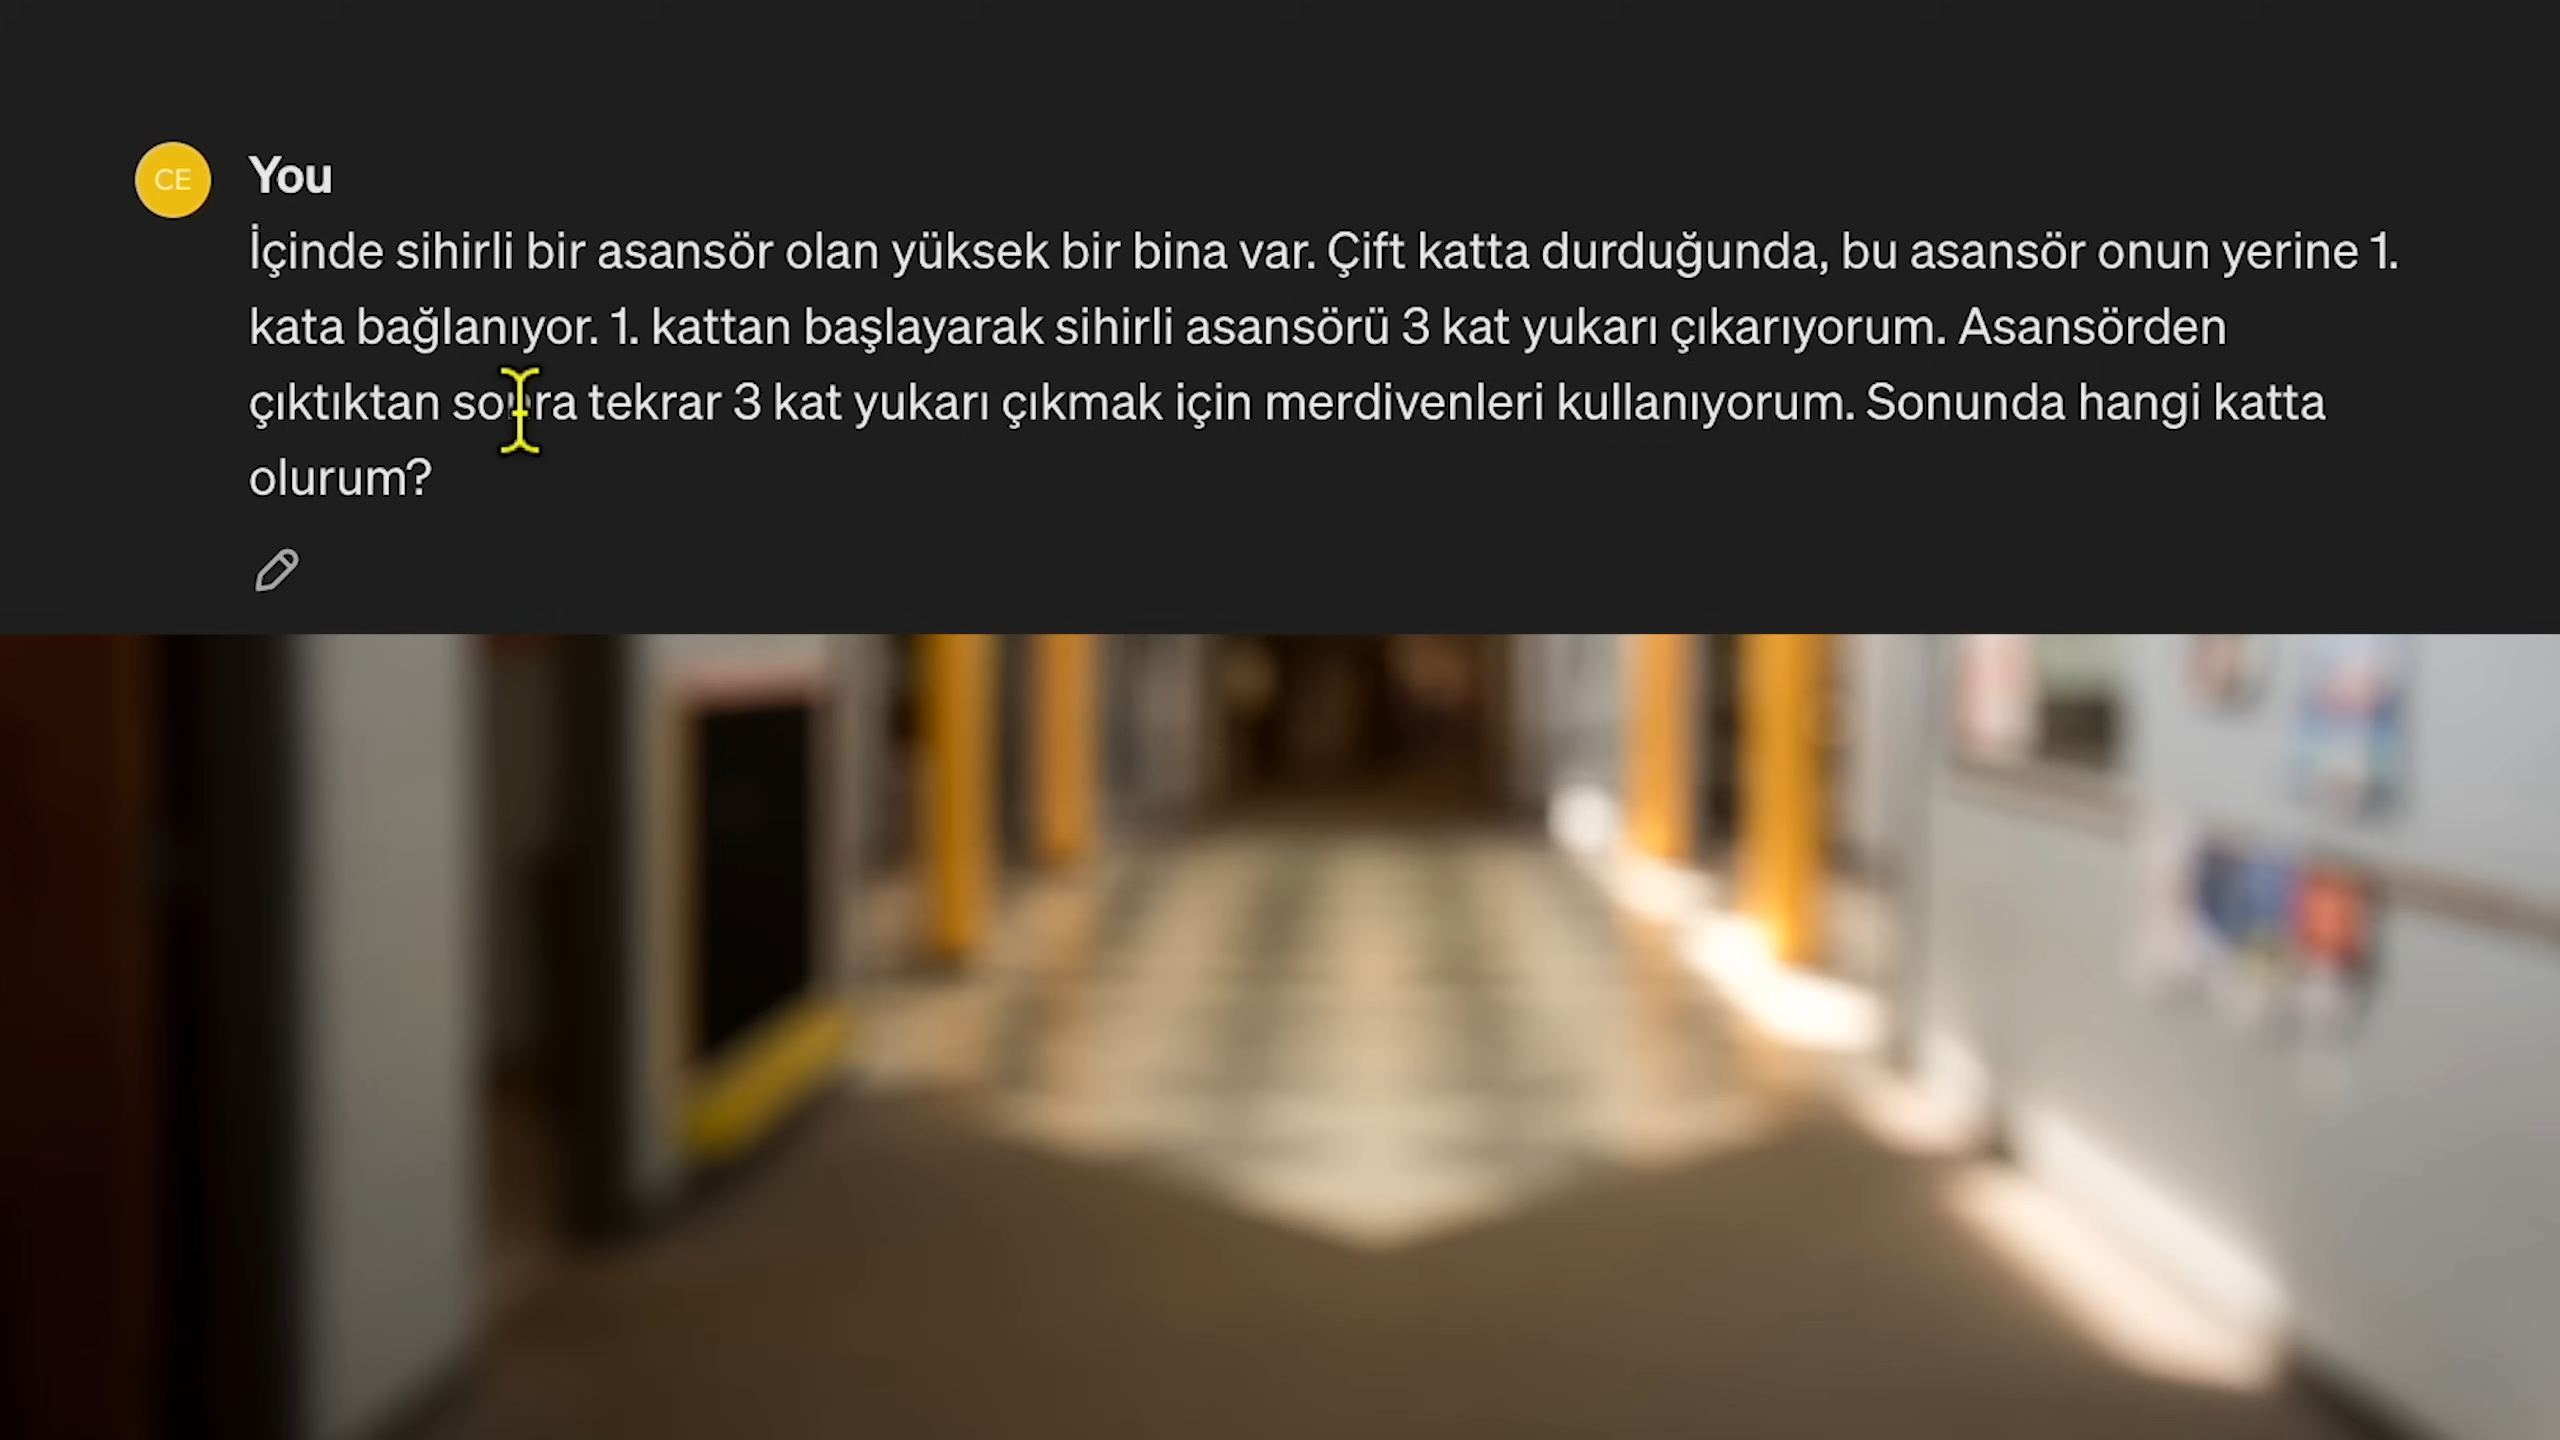 CE
You
İçinde sihirli bir asansör olan yüksek bir bina var. Çift katta durduğunda, bu asansör onun yerine 1.
kata bağlanıyor. 1. kattan başlayarak sihirli asansörü 3 kat yukarı çıkarıyorum. Asansörden
çıktıktan sonra tekrar 3 kat yukarı çıkmak için merdivenleri kullanıyorum. Sonunda hangi katta
olurum?